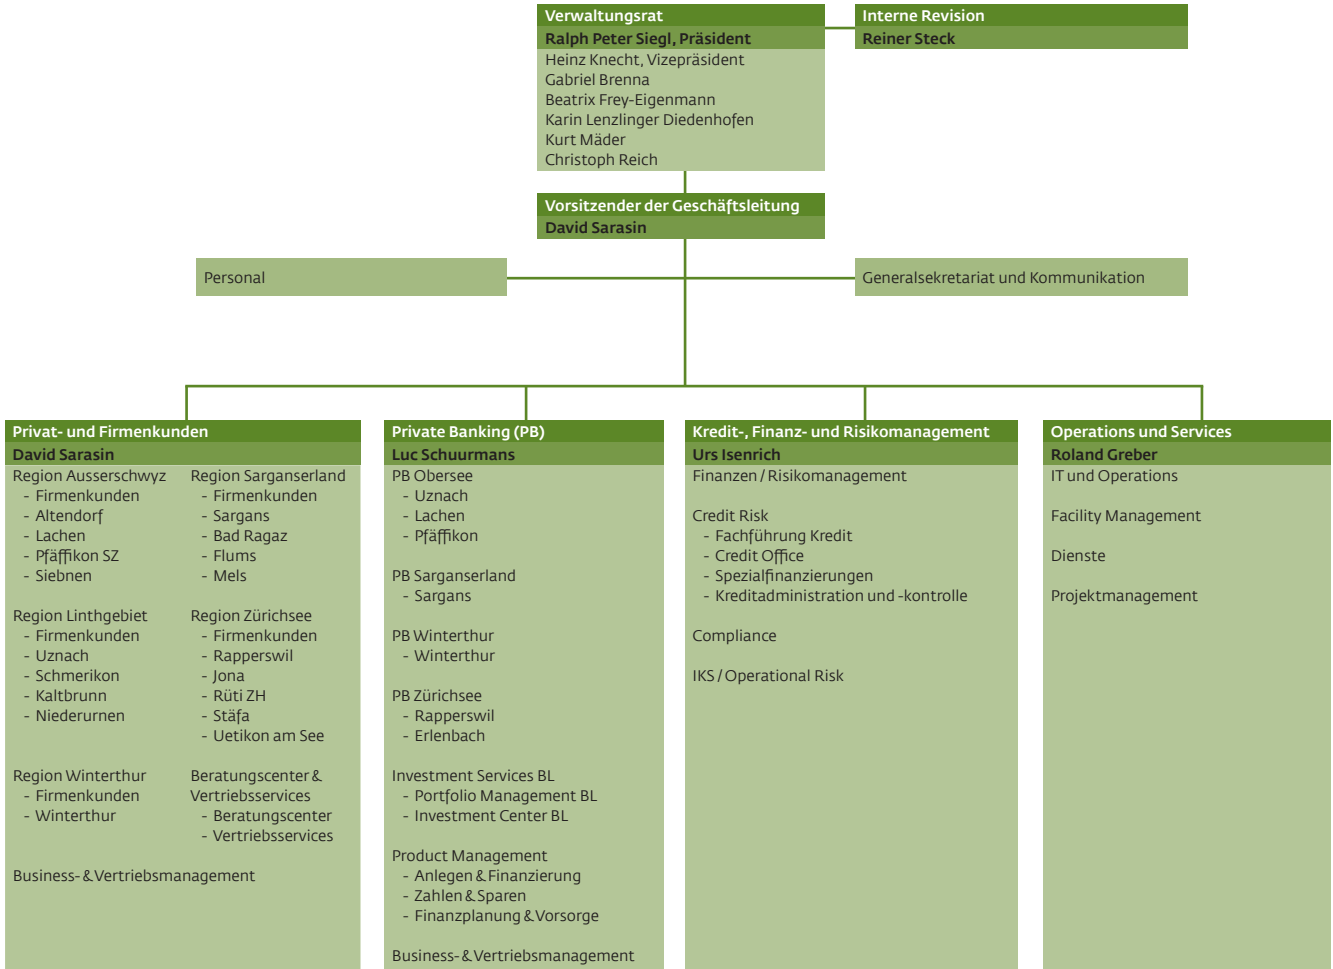 Verwaltungsrat
Ralph Peter Siegl, Präsident
Heinz Knecht, Vizepräsident
Gabriel Brenna
Beatrix Frey-Eigenmann
Karin Lenzlinger Diedenhofen
Kurt Mäder
Christoph Reich
Interne Revision
Reiner Steck
Vorsitzender der Geschäftsleitung
David Sarasin
Personal
Generalsekretariat und Kommunikation
Privat- und Firmenkunden
David Sarasin
Region Ausserschwyz
- Firmenkunden
- Altendorf
- Lachen
- Pfäffikon SZ
- Siebnen
Region Linthgebiet
- Firmenkunden
- Uznach
- Schmerikon
- Kaltbrunn
- Niederurnen
Region Winterthur
- Firmenkunden
- Winterthur
Business- & Vertriebsmanagement
Region Sarganserland
- Firmenkunden
- Sargans
- Bad Ragaz
- Flums
- Mels
Region Zürichsee
- Firmenkunden
- Rapperswil
- Jona
- Rüti ZH
- Stäfa
- Uetikon am See
Beratungscenter &
Vertriebsservices
- Beratungscenter
- Vertriebsservices
Private Banking (PB)
Luc Schuurmans
PB Obersee
- Uznach
- Lachen
- Pfäffikon
PB Sarganserland
- Sargans
PB Winterthur
- Winterthur
PB Zürichsee
- Rapperswil
- Erlenbach
Investment Services BL
- Portfolio Management BL
- Investment Center BL
Product Management
- Anlegen & Finanzierung
- Zahlen & Sparen
- Finanzplanung & Vorsorge
Business- & Vertriebsmanagement
Kredit-, Finanz- und Risikomanagement
Urs Isenrich
Finanzen / Risikomanagement
Credit Risk
- Fachführung Kredit
- Credit Office
- Spezialfinanzierungen
- Kreditadministration und -kontrolle
Compliance
IKS / Operational Risk
Operations und Services
Roland Greber
IT und Operations
Facility Management
Dienste
Projektmanagement